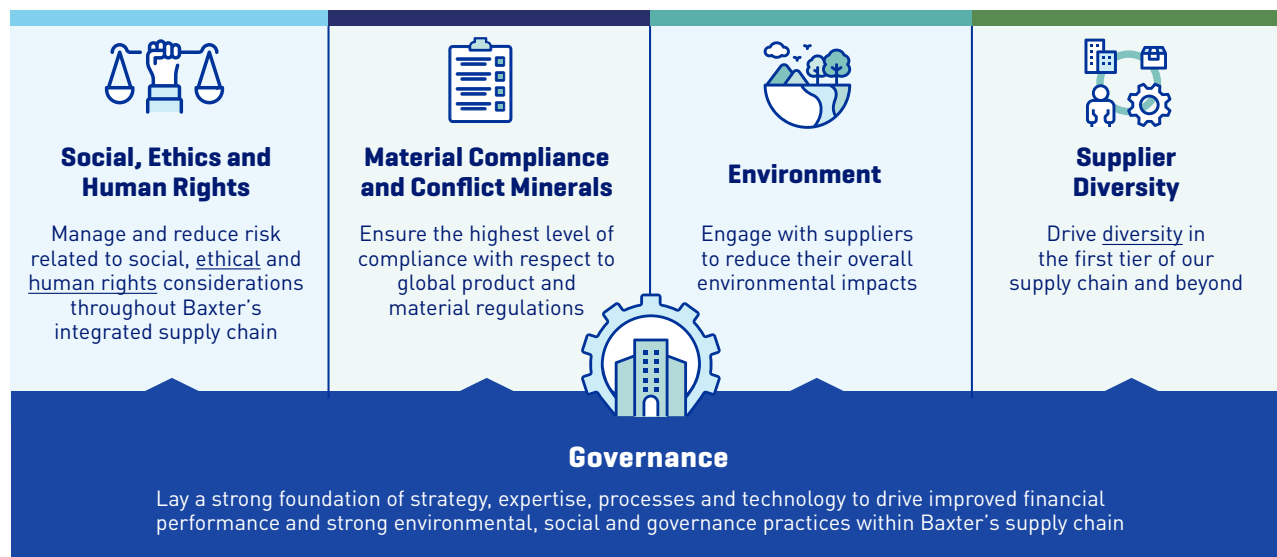 Social, Ethics and
Human Rights
Manage and reduce risk
related to social, ethical and
human rights considerations
throughout Baxter's
integrated supply chain
Material Compliance
and Conflict Minerals
Ensure the highest level of
compliance with respect to
global product and
material regulations
Environment
Engage with suppliers
to reduce their overall
environmental impacts
Supplier
Diversity
Drive diversity in
the first tier of our
supply chain and beyond
Governance
Lay a strong foundation of strategy, expertise, processes and technology to drive improved financial
performance and strong environmental, social and governance practices within Baxter's supply chain